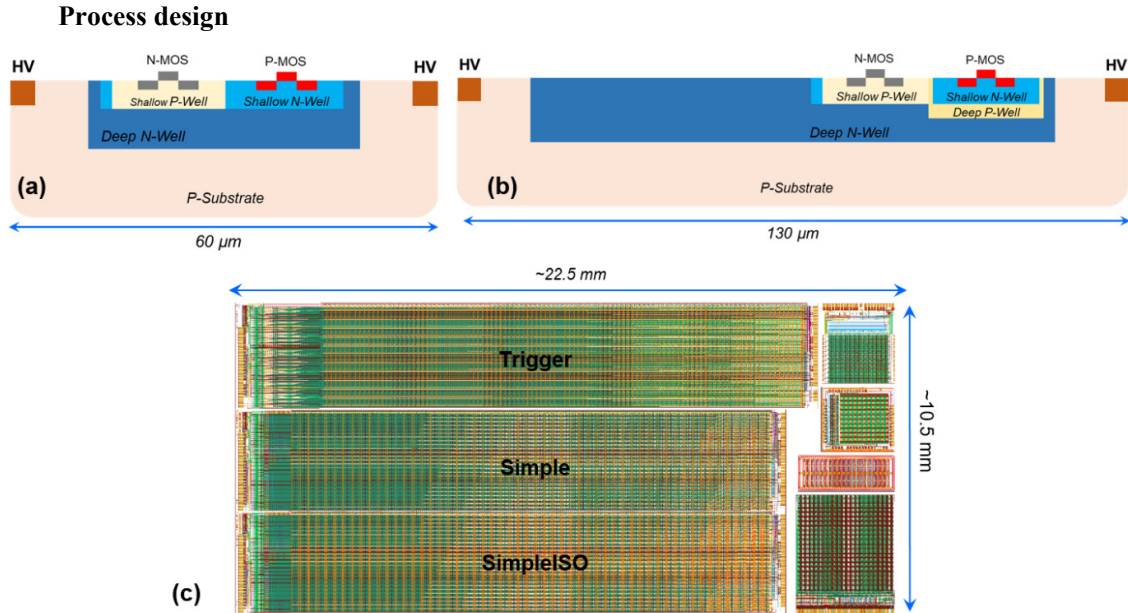 Process design
HV
N-MOS
P-MOS
HV
Shallow P-Well
Shallow N-Well
Deep N-Well
(a)
P-Substrate
60 µm
N-MOS
P-MOS
HV
Shallow P-Well
Shallow N-Well
Deep P-Well
Deep N-Well
(b)
P-Substrate
130 µm
~22.5 mm
Trigger
~10.5 mm
Simple
SimpleISO
(c)